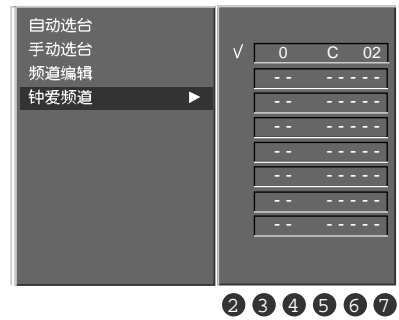 自动选台
手动选台
频道编辑
钟爱频道 ▶
√ 0 C 02
-- -----
-- -----
-- -----
-- -----
-- -----
-- -----
-- -----
❷ ❸ ❹ ❺ ❻ ❼